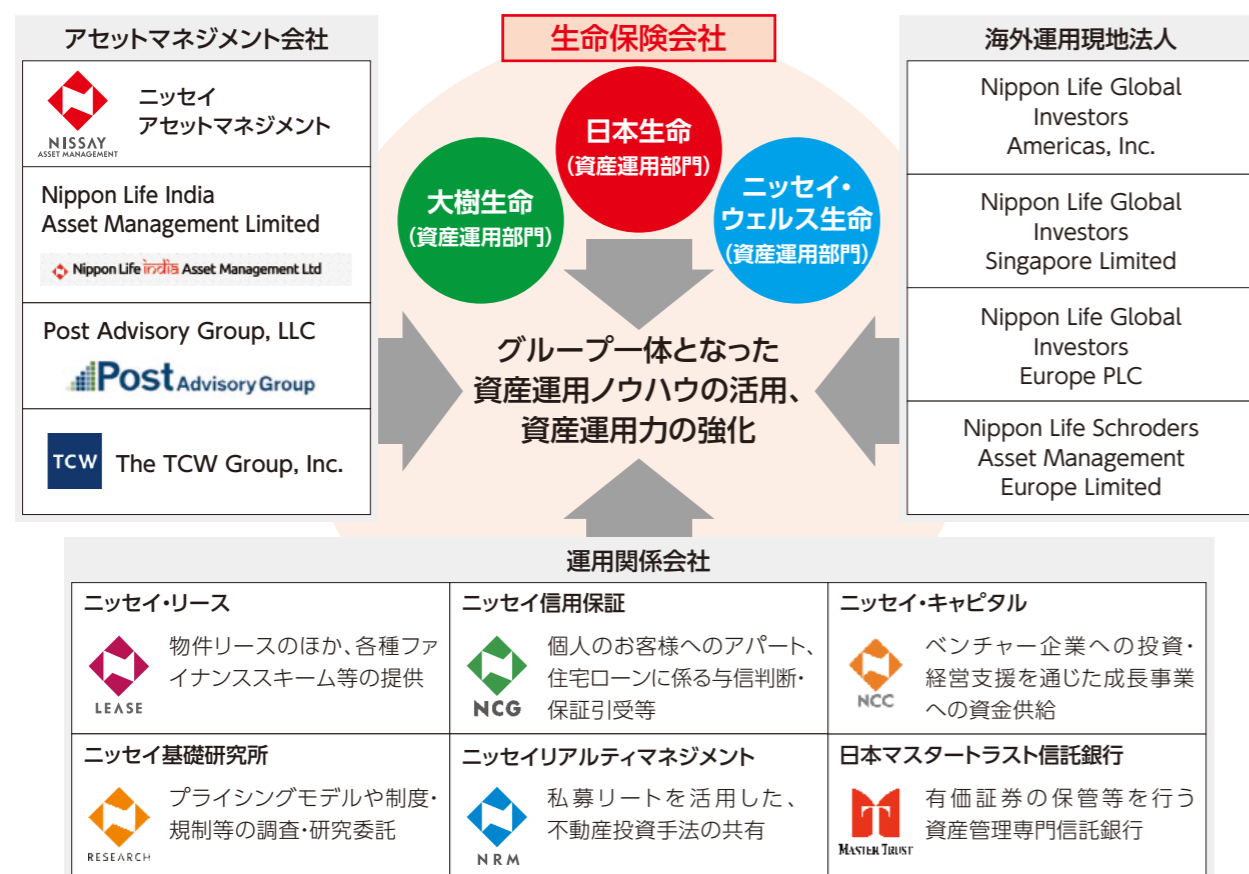 アセットマネジメント会社
NISSAY
ASSET MANAGEMENT
ニッセイ
アセットマネジメント
Nippon Life India
Asset Management Limited
Nippon Life india Asset Management Ltd
Post Advisory Group, LLC
Post Advisory Group
TCW
The TCW Group, Inc.
生命保険会社
日本生命
(資産運用部門)
大樹生命
(資産運用部門)
ニッセイ・
ウェルス生命
(資産運用部門)
グループ一体となった
資産運用ノウハウの活用、
資産運用力の強化
海外運用現地法人
Nippon Life Global
Investors
Americas, Inc.
Nippon Life Global
Investors
Singapore Limited
Nippon Life Global
Investors
Europe PLC
Nippon Life Schroders
Asset Management
Europe Limited
運用関係会社
ニッセイ・リース
LEASE
物件リースのほか、各種ファ
イナンススキーム等の提供
ニッセイ信用保証
NCG
個人のお客様へのアパート、
住宅ローンに係る与信判断・
保証引受等
ニッセイ・キャピタル
NCC
ベンチャー企業への投資・
経営支援を通じた成長事業
への資金供給
ニッセイ基礎研究所
RESEARCH
プライシングモデルや制度・
規制等の調査・研究委託
ニッセイリアルティマネジメント
NRM
私募リートを活用した、
不動産投資手法の共有
日本マスタートラスト信託銀行
MASTER TRUST
有価証券の保管等を行う
資産管理専門信託銀行